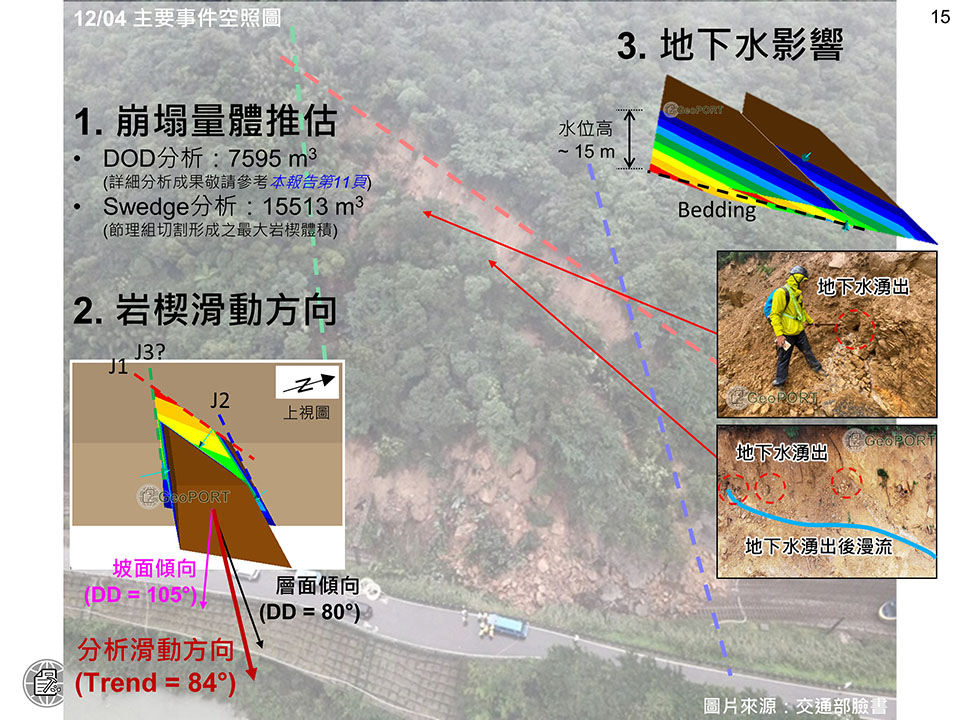 12/04 主要事件空照圖
15
1. 崩塌量體推估
• DOD分析：7595 m³
(詳細分析成果敬請參考本報告第11頁)
• Swedge分析：15513 m³
(節理組切割形成之最大岩楔體積)
2. 岩楔滑動方向
J3?
J1
J2
上視圖
GeoPORT
坡面傾向
(DD = 105°)
層面傾向
(DD = 80°)
分析滑動方向
(Trend = 84°)
3. 地下水影響
GeoPORT
水位高
~ 15 m
Bedding
地下水湧出
GeoPORT
GeoPORT
GeoPORT
地下水湧出
地下水湧出後漫流
圖片來源：交通部臉書